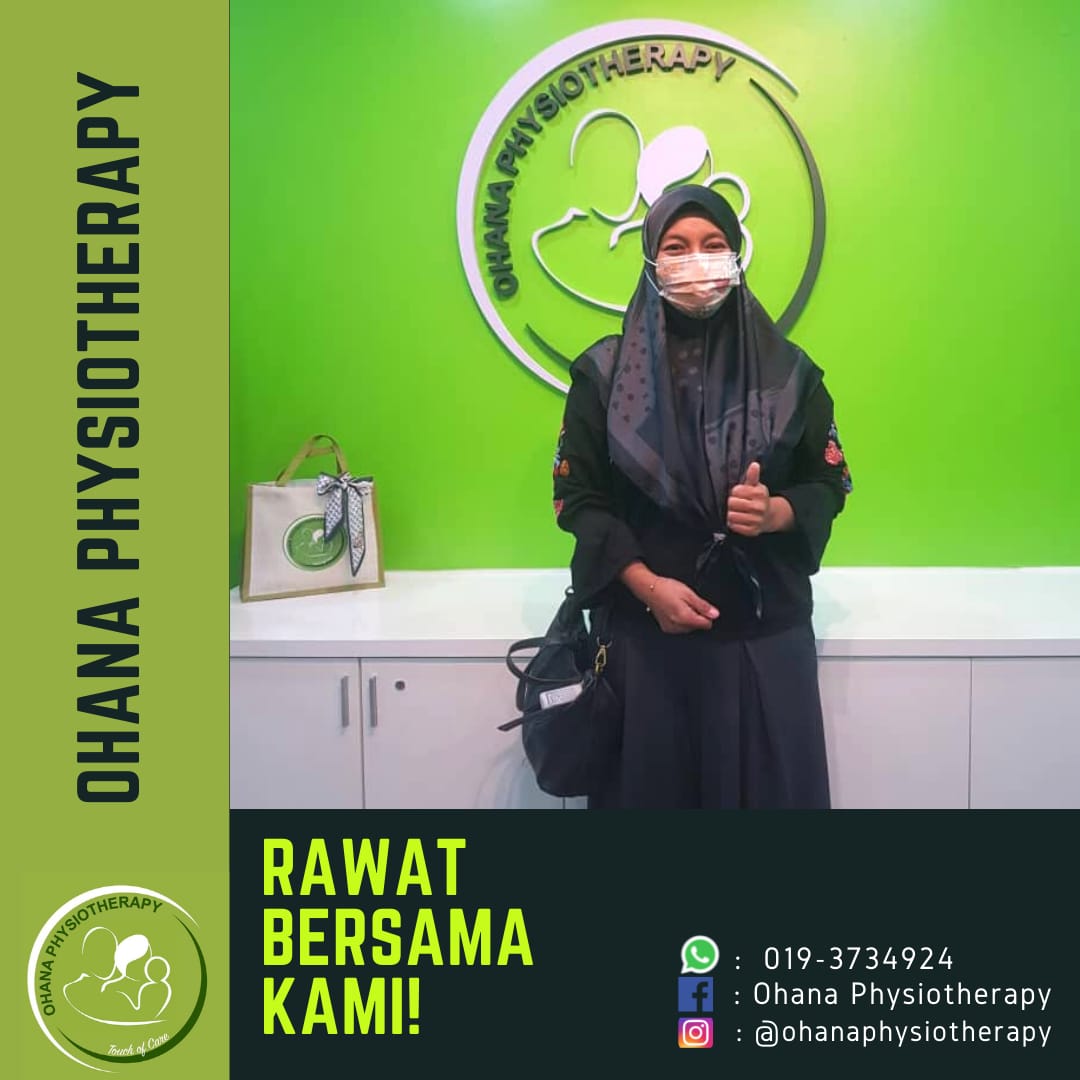 OHANA PHYSIOTHERAPY
OHANA PHYSIOTHERAPY
RAWAT
BERSAMA
KAMI!
OHANA PHYSIOTHERAPY
Touch of Care
: 019-3734924
: Ohana Physiotherapy
: @ohanaphysiotherapy